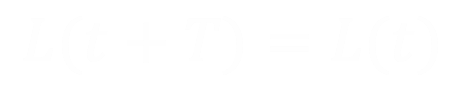 L(t + T) = L(t)